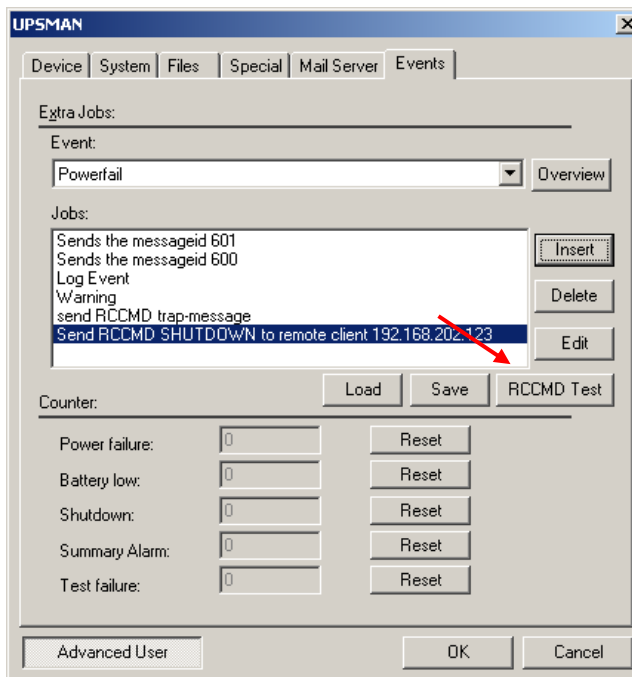 UPSMAN
Device System Files Special Mail Server Events
Extra Jobs:
Event:
Powerfail Overview
Jobs:
Sends the messageid 601
Sends the messageid 600
Log Event
Warning
send RCCMD trap-message
Send RCCMD SHUTDOWN to remote client 192.168.202.123
Insert
Delete
Edit
Load Save RCCMD Test
Counter:
Power failure: 0 Reset
Battery low: 0 Reset
Shutdown: 0 Reset
Summary Alarm: 0 Reset
Test failure: 0 Reset
Advanced User OK Cancel